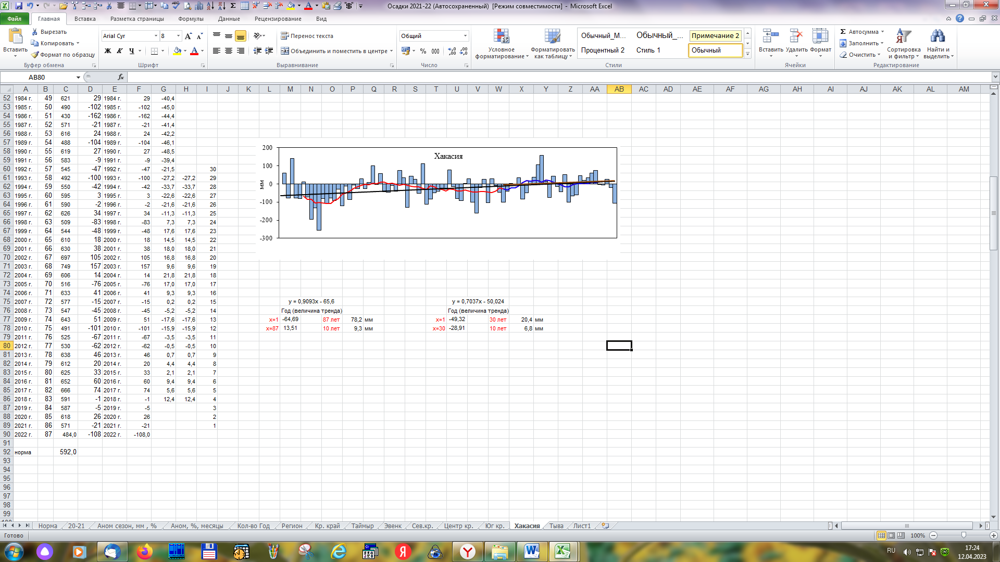 Осадки 2021-22 (Автосохраненный) [Режим совместимости] - Microsoft Excel
Файл Главная Вставка Разметка страницы Формулы Данные Рецензирование Вид
Вставить Вырезать Копировать Формат по образцу Буфер обмена
Arial Cyr 8 Ж К Ч Шрифт
Перенос текста Объединить и поместить в центре Выравнивание
Общий % 000 Число
Условное форматирование Форматировать как таблицу
Обычный_М... Обычный_... Примечание 2
Процентный 2 Стиль 1 Обычный
Стили
Вставить Удалить Формат Ячейки
Автосумма Заполнить Очистить Сортировка и фильтр Найти и выделить Редактирование
AB80 fx
A B C D E F G H I J K L M N O P Q R S T U V W X Y Z AA AB AC AD AE AF AG AH AI AJ AK AL AM
52 1984 г. 49 621 29 1984 г. 29 -40,4
53 1985 г. 50 490 -102 1985 г. -102 -45,0
54 1986 г. 51 430 -162 1986 г. -162 -44,4
55 1987 г. 52 571 -21 1987 г. -21 -41,4
56 1988 г. 53 616 24 1988 г. 24 -42,2
57 1989 г. 54 488 -104 1989 г. -104 -46,1
58 1990 г. 55 619 27 1990 г. 27 -48,5
59 1991 г. 56 583 -9 1991 г. -9 -39,4
60 1992 г. 57 545 -47 1992 г. -47 -21,5 30
61 1993 г. 58 492 -100 1993 г. -100 -27,2 -27,2 29
62 1994 г. 59 550 -42 1994 г. -42 -33,7 -33,7 28
63 1995 г. 60 595 3 1995 г. 3 -22,6 -22,6 27
64 1996 г. 61 590 -2 1996 г. -2 -21,6 -21,6 26
65 1997 г. 62 626 34 1997 г. 34 -11,3 -11,3 25
66 1998 г. 63 509 -83 1998 г. -83 7,3 7,3 24
67 1999 г. 64 544 -48 1999 г. -48 17,6 17,6 23
68 2000 г. 65 610 18 2000 г. 18 14,5 14,5 22
69 2001 г. 66 630 38 2001 г. 38 18,0 18,0 21
70 2002 г. 67 697 105 2002 г. 105 16,8 16,8 20
71 2003 г. 68 749 157 2003 г. 157 9,6 9,6 19
72 2004 г. 69 606 14 2004 г. 14 21,8 21,8 18
73 2005 г. 70 516 -76 2005 г. -76 17,0 17,0 17
74 2006 г. 71 633 41 2006 г. 41 9,3 9,3 16
75 2007 г. 72 577 -15 2007 г. -15 0,2 0,2 15
76 2008 г. 73 547 -45 2008 г. -45 -5,2 -5,2 14
77 2009 г. 74 643 51 2009 г. 51 -17,6 -17,6 13
78 2010 г. 75 491 -101 2010 г. -101 -15,9 -15,9 12
79 2011 г. 76 525 -67 2011 г. -67 -3,5 -3,5 11
80 2012 г. 77 530 -62 2012 г. -62 -0,5 -0,5 10
81 2013 г. 78 638 46 2013 г. 46 0,7 0,7 9
82 2014 г. 79 612 20 2014 г. 20 4,4 4,4 8
83 2015 г. 80 625 33 2015 г. 33 2,1 2,1 7
84 2016 г. 81 652 60 2016 г. 60 9,4 9,4 6
85 2017 г. 82 666 74 2017 г. 74 5,6 5,6 5
86 2018 г. 83 591 -1 2018 г. -1 12,4 12,4 4
87 2019 г. 84 587 -5 2019 г. -5 3
88 2020 г. 85 618 26 2020 г. 26 2
89 2021 г. 86 571 -21 2021 г. -21 1
90 2022 г. 87 484,0 -108 2022 г. -108,0
91
92 норма 592,0
93
94
95
96
97
98
99
Хакасия
мм
200
100
0
-100
-200
-300
y = 0,9093x - 65,6
Год (величина тренда)
x=1 -64,69 87 лет 78,2 мм
x=87 13,51 10 лет 9,3 мм
y = 0,7037x - 50,024
Год (величина тренда)
x=1 -49,32 30 лет 20,4 мм
x=30 -28,91 10 лет 6,8 мм
Норма 20-21 Аном сезон, мм , % Аном, %, месяцы Кол-во Год Регион Кр. край Таймыр Эвенк Сев.кр. Центр кр. Юг кр. Хакасия Тыва Лист1
Готово 100%
RU 17:24
12.04.2023